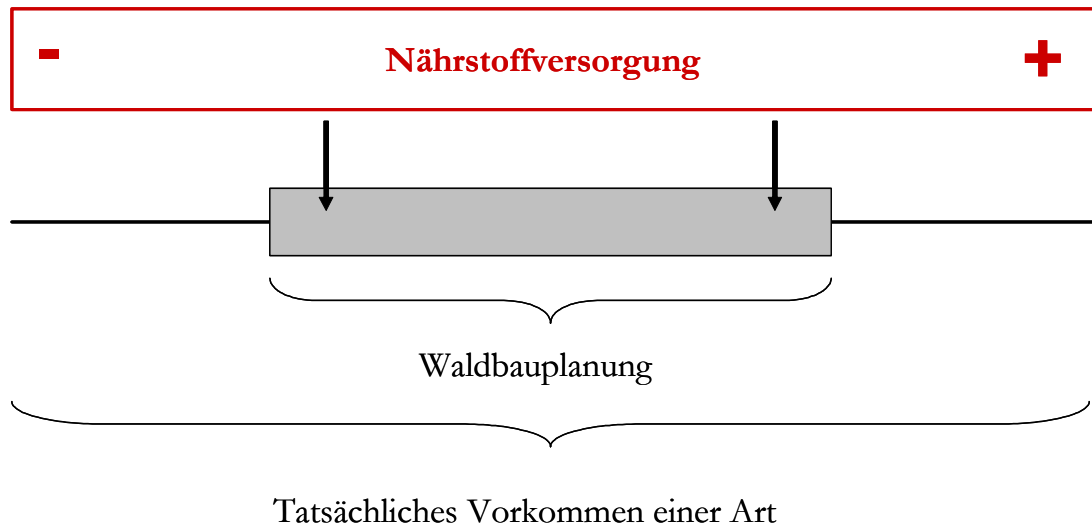 - Nährstoffversorgung +
Waldbauplanung
Tatsächliches Vorkommen einer Art